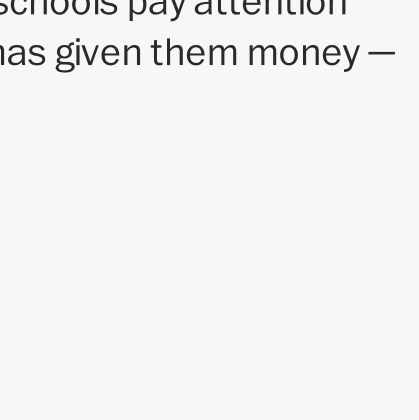 schools pay attention
has given them money —